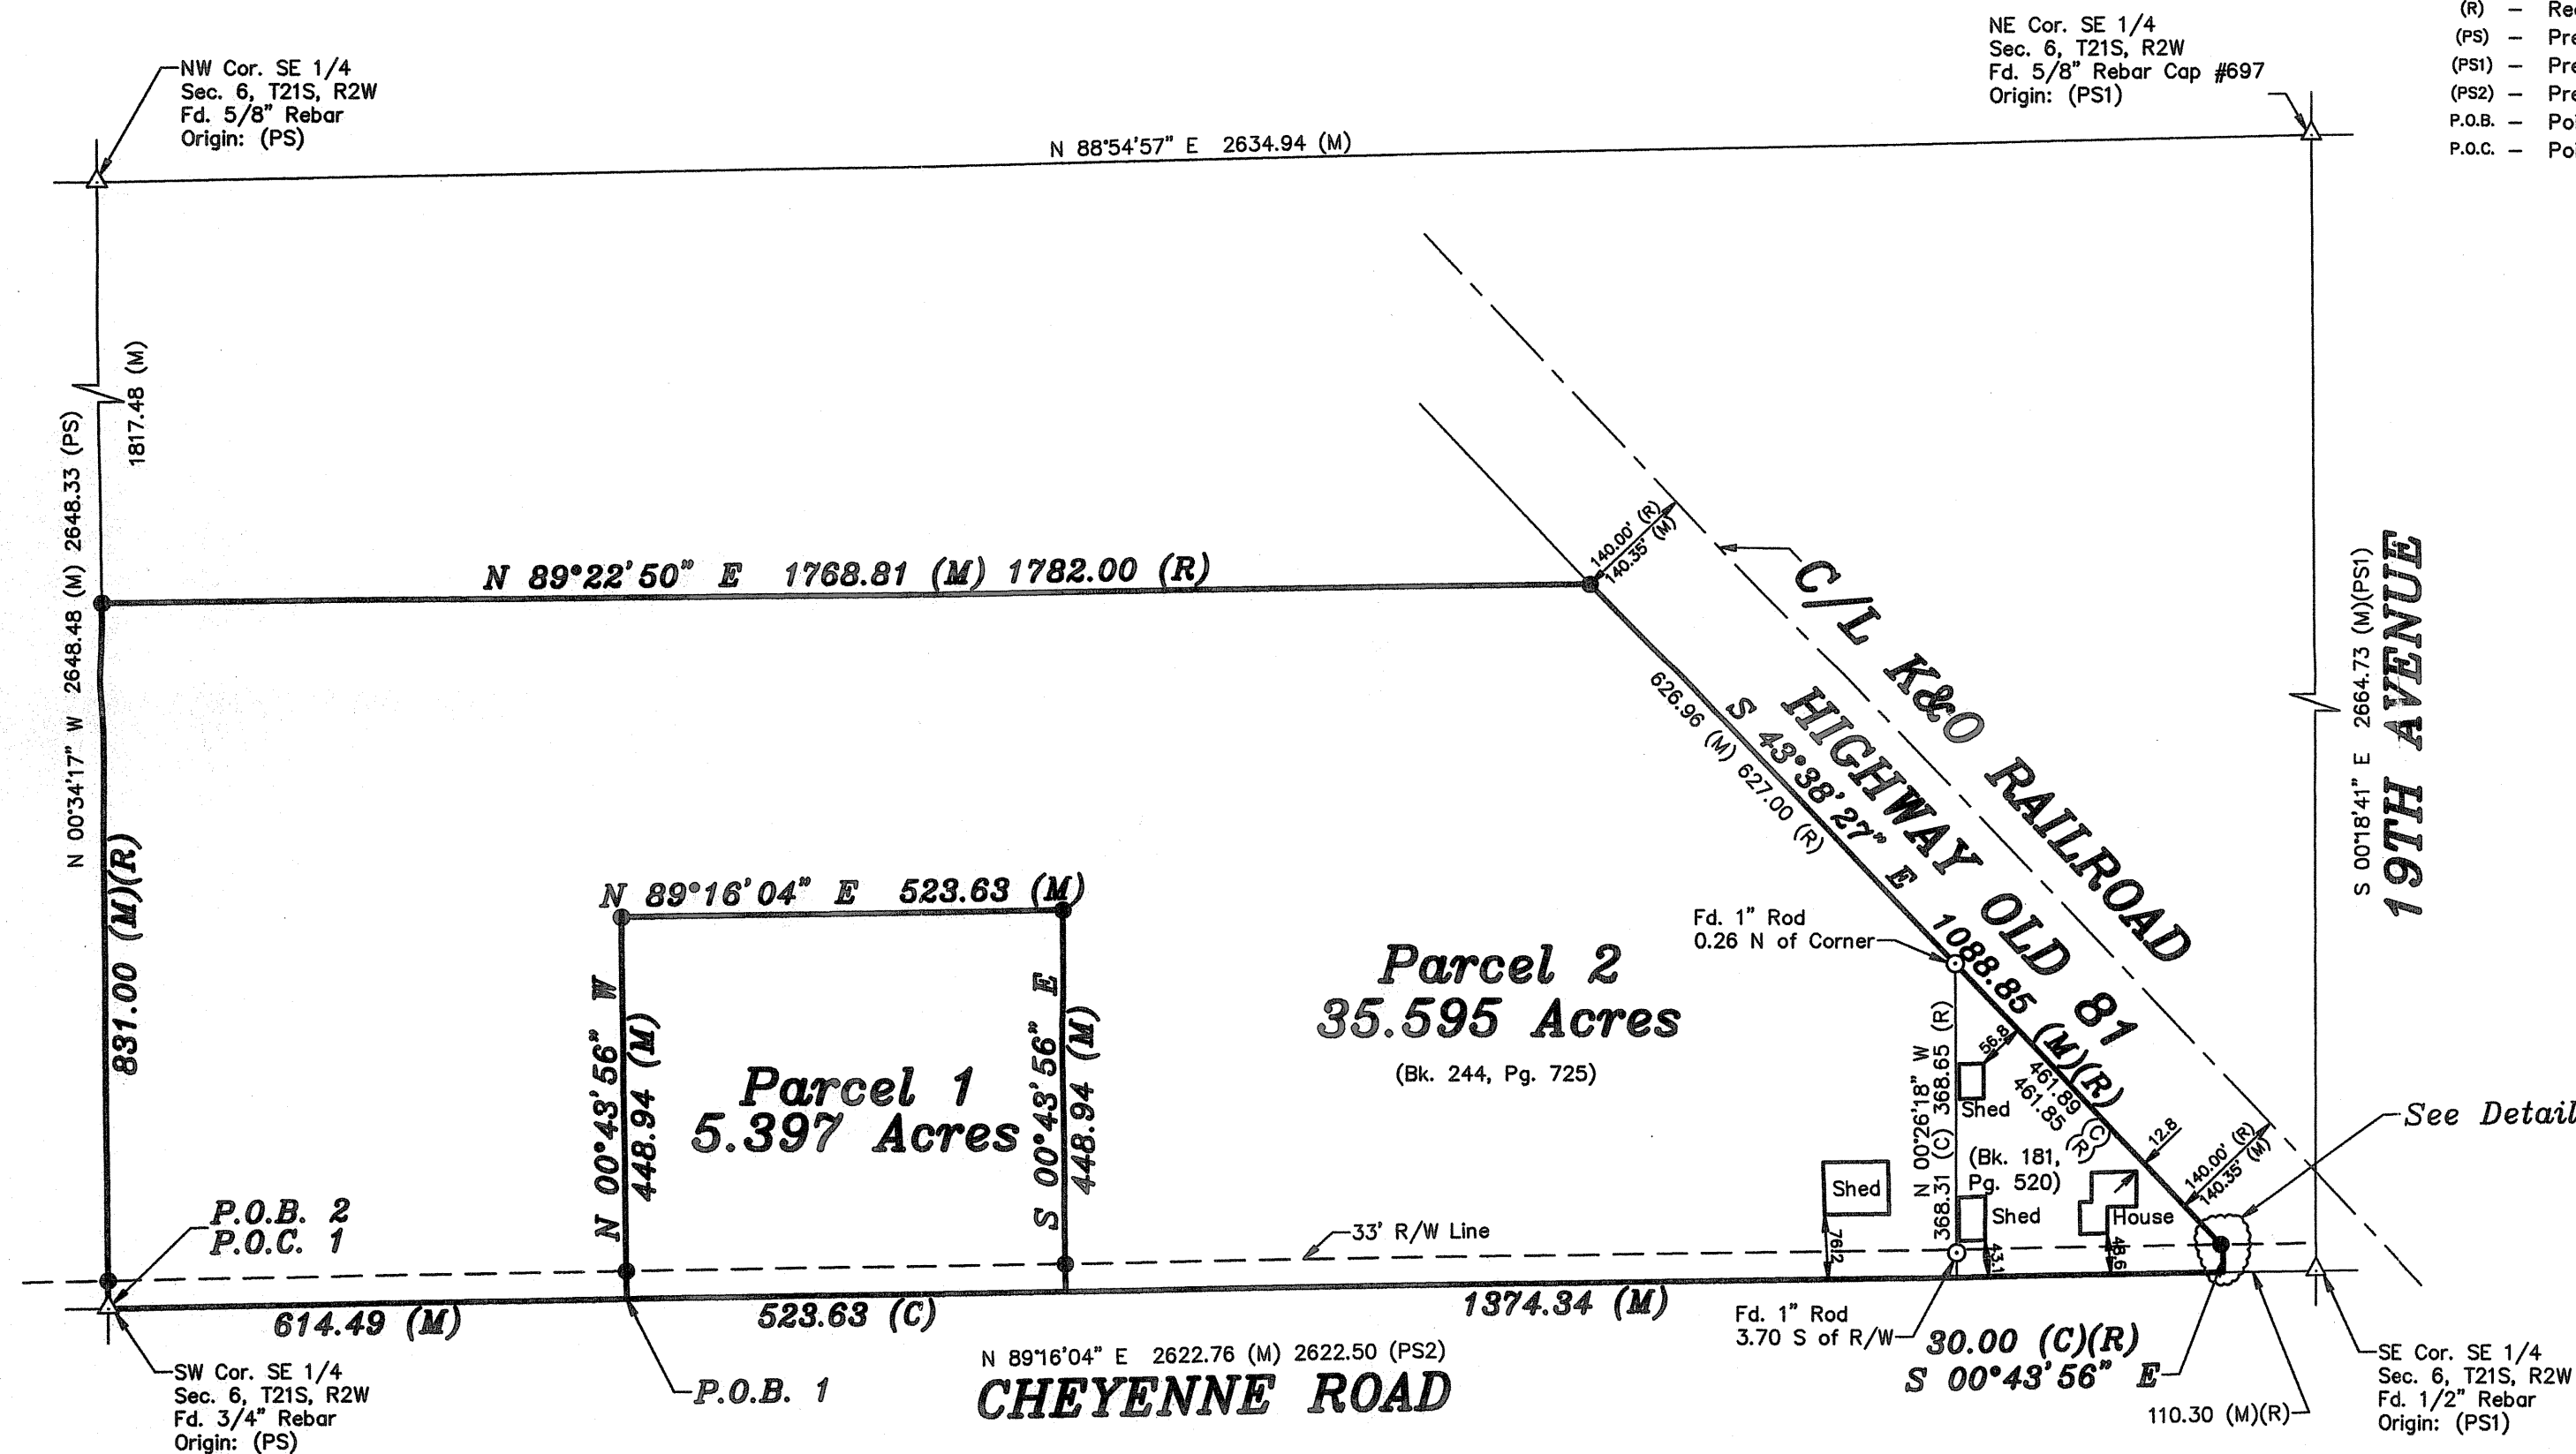 NW Cor. SE 1/4
Sec. 6, T21S, R2W
Fd. 5/8" Rebar
Origin: (PS)
NE Cor. SE 1/4
Sec. 6, T21S, R2W
Fd. 5/8" Rebar Cap #697
Origin: (PS1)
(R) –
(PS) –
(PS1) –
(PS2) –
P.O.B. –
P.O.C. –
N 88°54'57" E 2634.94 (M)
1817.48 (M)
N 00°34'17" W 2648.48 (M) 2648.33 (PS)
N 89°22'50" E 1768.81 (M) 1782.00 (R)
140.00' (R)
140.35' (M)
C/L K&O RAILROAD
HIGHWAY OLD 81
S 43°38'27" E 1088.85 (M)(R)
626.96 (M) 627.00 (R)
S 00°18'41" E 2664.73 (M)(PS1)
19TH AVENUE
831.00 (M)(R)
N 89°16'04" E 523.63 (M)
N 00°43'56" W
448.94 (M)
Parcel 1
5.397 Acres
S 00°43'56" E
448.94 (M)
Parcel 2
35.595 Acres
(Bk. 244, Pg. 725)
Fd. 1" Rod
0.26 N of Corner
N 00°26'18" W
368.31 (C) 368.65 (R)
56.8
Shed
461.89 (C)
461.85 (R)
12.8
(Bk. 181,
Pg. 520)
140.00' (R)
140.35' (M)
See Detail
Shed
Shed
House
76.2
43.1
48.6
P.O.B. 2
P.O.C. 1
33' R/W Line
614.49 (M)
523.63 (C)
1374.34 (M)
Fd. 1" Rod
3.70 S of R/W
30.00 (C)(R)
S 00°43'56" E
N 89°16'04" E 2622.76 (M) 2622.50 (PS2)
CHEYENNE ROAD
P.O.B. 1
110.30 (M)(R)
SW Cor. SE 1/4
Sec. 6, T21S, R2W
Fd. 3/4" Rebar
Origin: (PS)
SE Cor. SE 1/4
Sec. 6, T21S, R2W
Fd. 1/2" Rebar
Origin: (PS1)